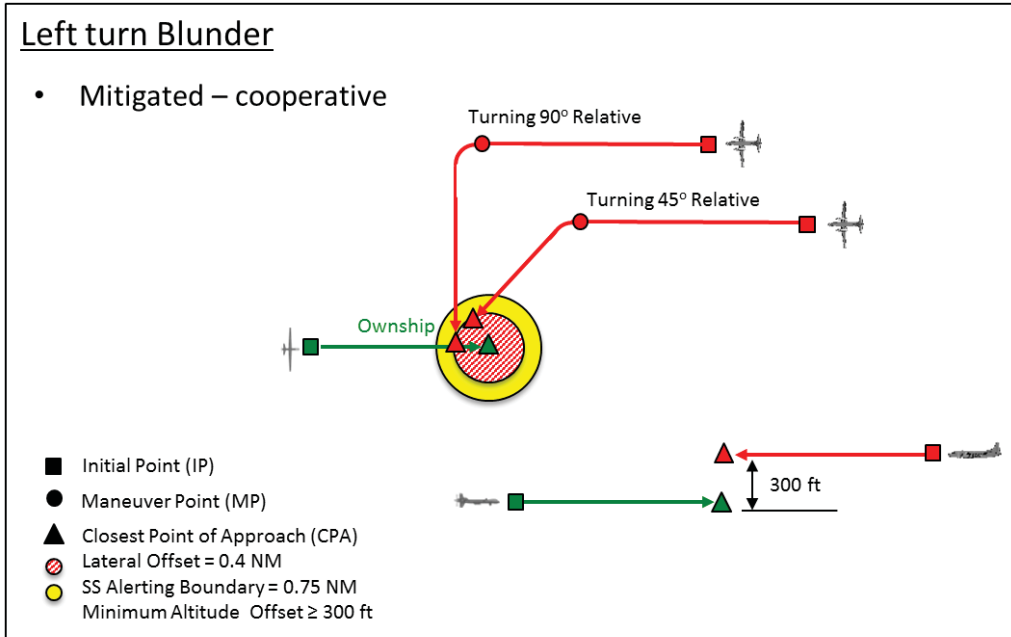 Left turn Blunder
• Mitigated – cooperative
Turning 90° Relative
Turning 45° Relative
Ownship
300 ft
Initial Point (IP)
Maneuver Point (MP)
Closest Point of Approach (CPA)
Lateral Offset = 0.4 NM
SS Alerting Boundary = 0.75 NM
Minimum Altitude Offset ≥ 300 ft